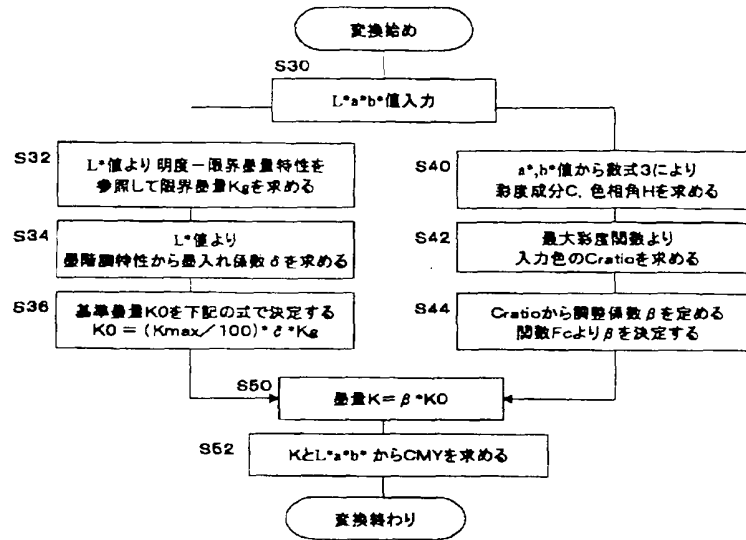 変換始め
S30
L*a*b*値入力
S32
L*値より明度−限界墨量特性を
参照して限界墨量Kgを求める
S34
L*値より
墨階調特性から墨入れ係数δを求める
S36
基準墨量K0を下記の式で決定する
K0=(Kmax/100)*δ*Kg
S40
a*,b*値から数式3により
彩度成分C、色相角Hを求める
S42
最大彩度関数より
入力色のCratioを求める
S44
Cratioから調整係数βを定める
関数Fcよりβを決定する
S50
墨量K=β*K0
S52
KとL*a*b*からCMYを求める
変換終わり